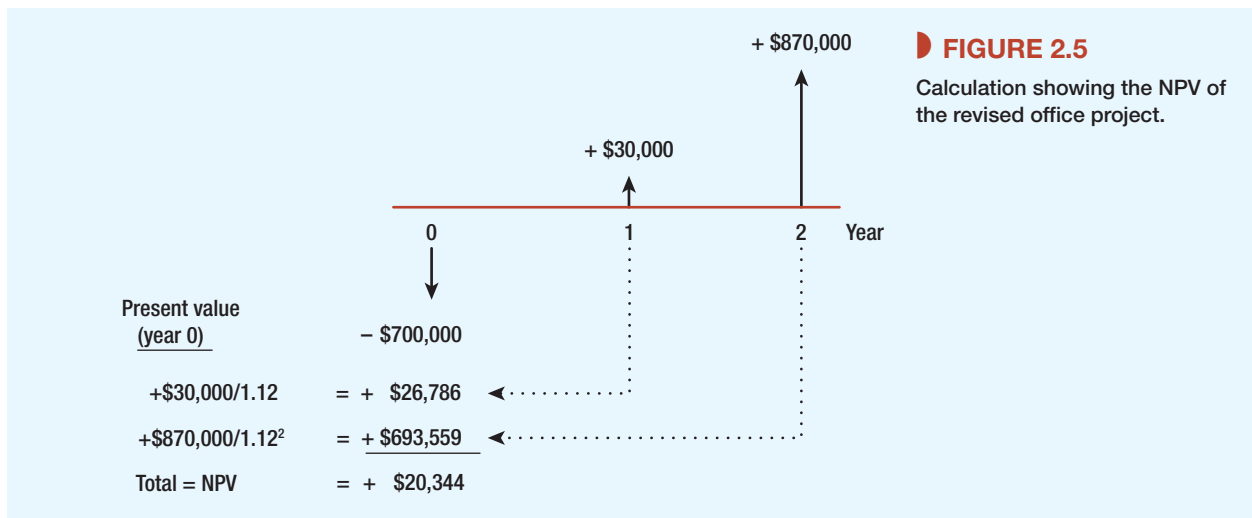 + $870,000
FIGURE 2.5
Calculation showing the NPV of
the revised office project.
+ $30,000
0 1 2 Year
Present value
(year 0) − $700,000
+$30,000/1.12 = + $26,786
+$870,000/1.12² = + $693,559
Total = NPV = + $20,344